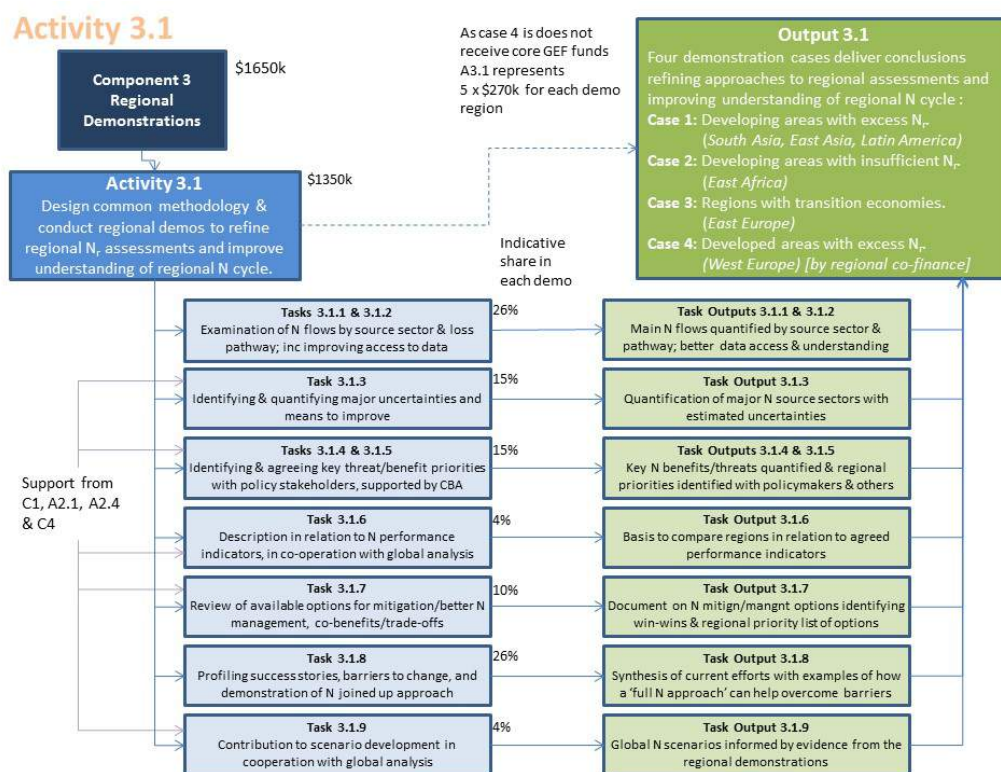 Activity 3.1
Component 3
Regional
Demonstrations
$1650k
As case 4 is does not
receive core GEF funds
A3.1 represents
5 x $270k for each demo
region
Output 3.1
Four demonstration cases deliver conclusions
refining approaches to regional assessments and
improving understanding of regional N cycle :
Case 1: Developing areas with excess Nr.
(South Asia, East Asia, Latin America)
Case 2: Developing areas with insufficient Nr.
(East Africa)
Case 3: Regions with transition economies.
(East Europe)
Case 4: Developed areas with excess Nr.
(West Europe) [by regional co-finance]
Activity 3.1
Design common methodology &
conduct regional demos to refine
regional Nr assessments and improve
understanding of regional N cycle.
$1350k
Indicative
share in
each demo
Tasks 3.1.1 & 3.1.2
Examination of N flows by source sector & loss
pathway; inc improving access to data
26%
Task Outputs 3.1.1 & 3.1.2
Main N flows quantified by source sector &
pathway; better data access & understanding
Task 3.1.3
Identifying & quantifying major uncertainties and
means to improve
15%
Task Output 3.1.3
Quantification of major N source sectors with
estimated uncertainties
Tasks 3.1.4 & 3.1.5
Identifying & agreeing key threat/benefit priorities
with policy stakeholders, supported by CBA
15%
Task Outputs 3.1.4 & 3.1.5
Key N benefits/threats quantified & regional
priorities identified with policymakers & others
Support from
C1, A2.1, A2.4
& C4
Task 3.1.6
Description in relation to N performance
indicators, in co-operation with global analysis
4%
Task Output 3.1.6
Basis to compare regions in relation to agreed
performance indicators
Task 3.1.7
Review of available options for mitigation/better N
management, co-benefits/trade-offs
10%
Task Output 3.1.7
Document on N mitign/mangnt options identifying
win-wins & regional priority list of options
Task 3.1.8
Profiling success stories, barriers to change, and
demonstration of N joined up approach
26%
Task Output 3.1.8
Synthesis of current efforts with examples of how
a 'full N approach' can help overcome barriers
Task 3.1.9
Contribution to scenario development in
cooperation with global analysis
4%
Task Output 3.1.9
Global N scenarios informed by evidence from the
regional demonstrations